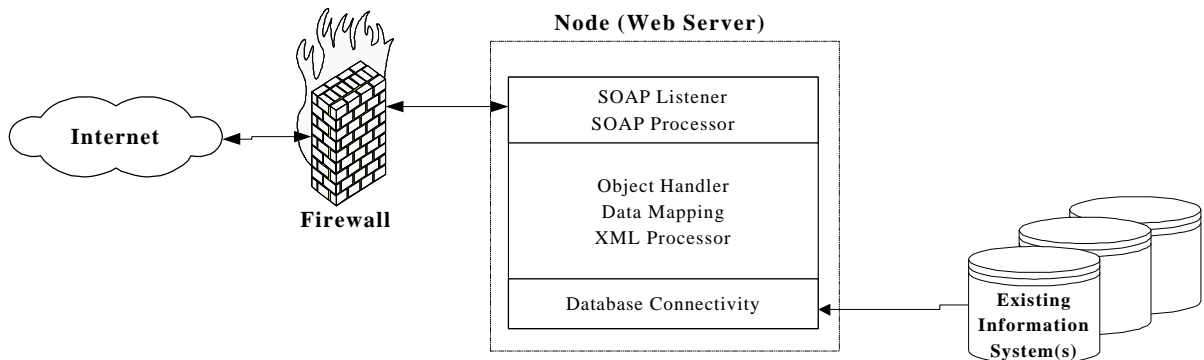 Node (Web Server)
Internet
Firewall
SOAP Listener
SOAP Processor
Object Handler
Data Mapping
XML Processor
Database Connectivity
Existing
Information
System(s)